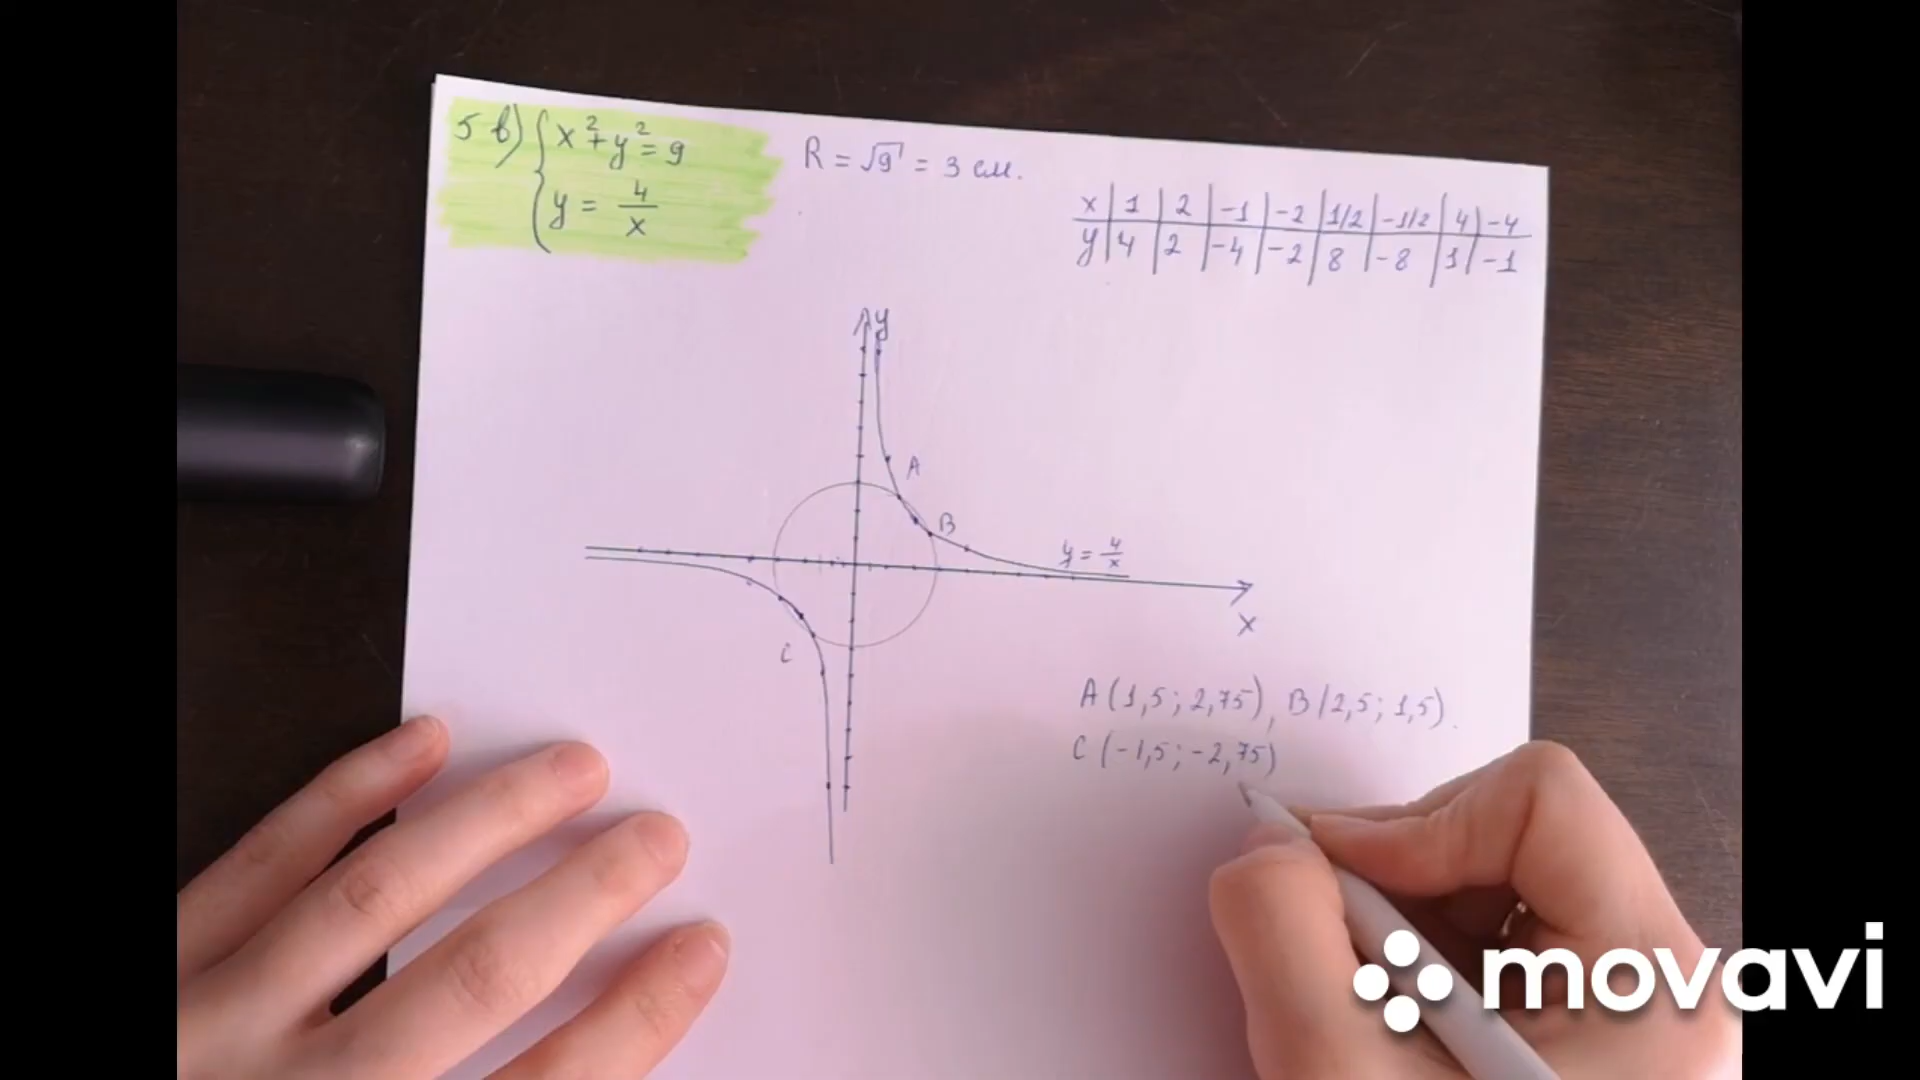 5 в) { x² + y² = 9
y = 4/x
R = √9 = 3 см.
x | 1 | 2 | -1 | -2 | 1/2 | -1/2 | 4 | -4
y | 4 | 2 | -4 | -2 | 8 | -8 | 1 | -1
y
A
B
y = 4/x
x
C
A (1,5; 2,75), B (2,5; 1,5).
C (-1,5; -2,75)
movavi